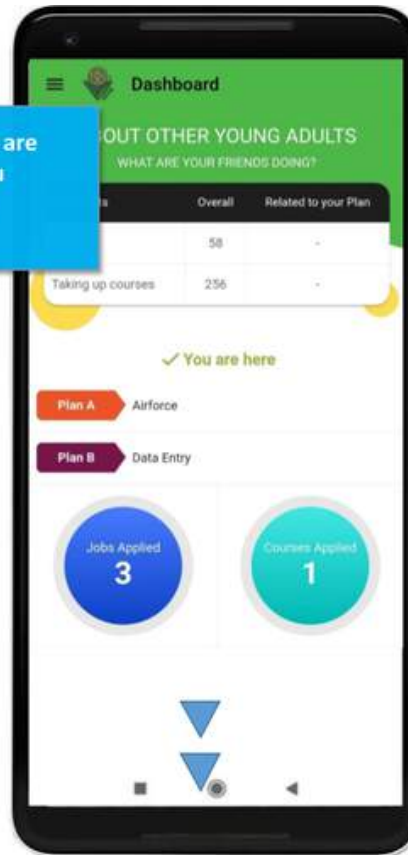 Dashboard
are
OUT OTHER YOUNG ADULTS
WHAT ARE YOUR FRIENDS DOING?
Overall Related to your Plan
58 -
Taking up courses 256 -
✓ You are here
Plan A Airforce
Plan B Data Entry
Jobs Applied Courses Applied
3 1